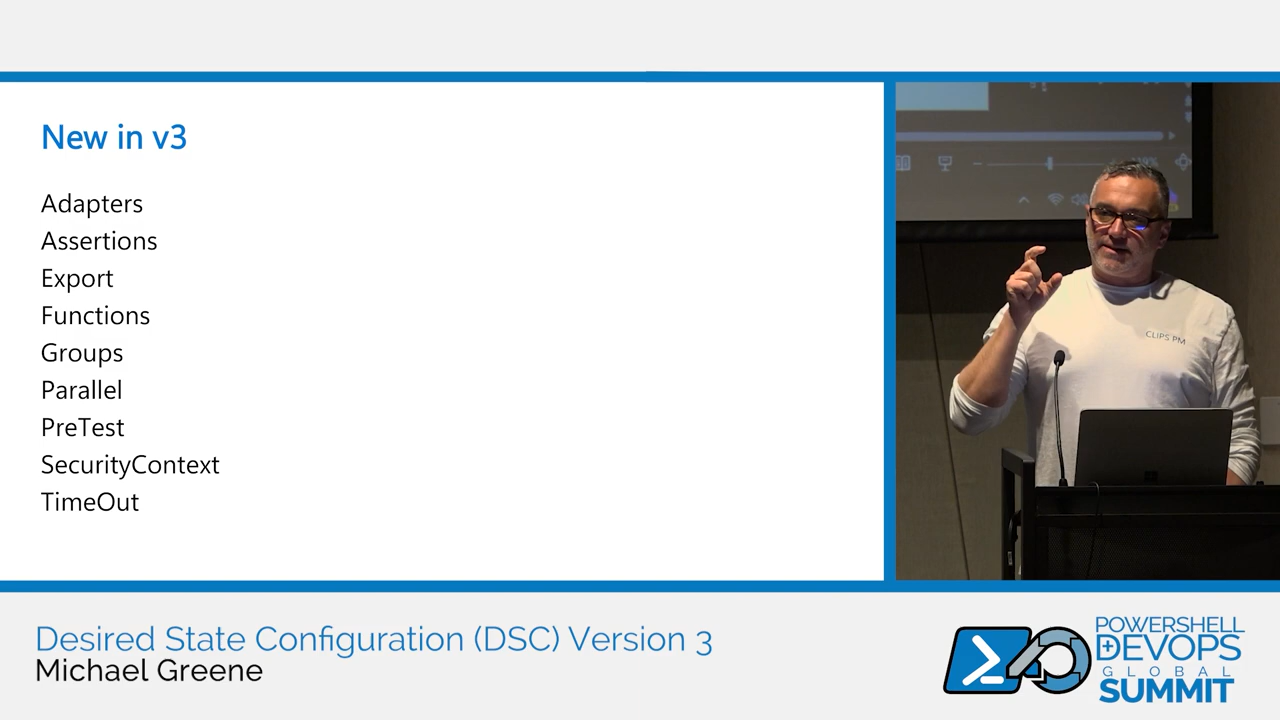 New in v3
Adapters
Assertions
Export
Functions
Groups
Parallel
PreTest
SecurityContext
TimeOut
CLIPS PM
Desired State Configuration (DSC) Version 3
Michael Greene
POWERSHELL
DEVOPS
GLOBAL
SUMMIT